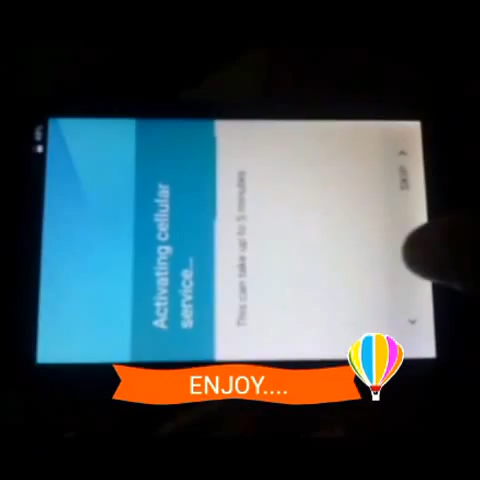 Activating cellular
service...
This can take up to 5 minutes
SKIP >
<
ENJOY....